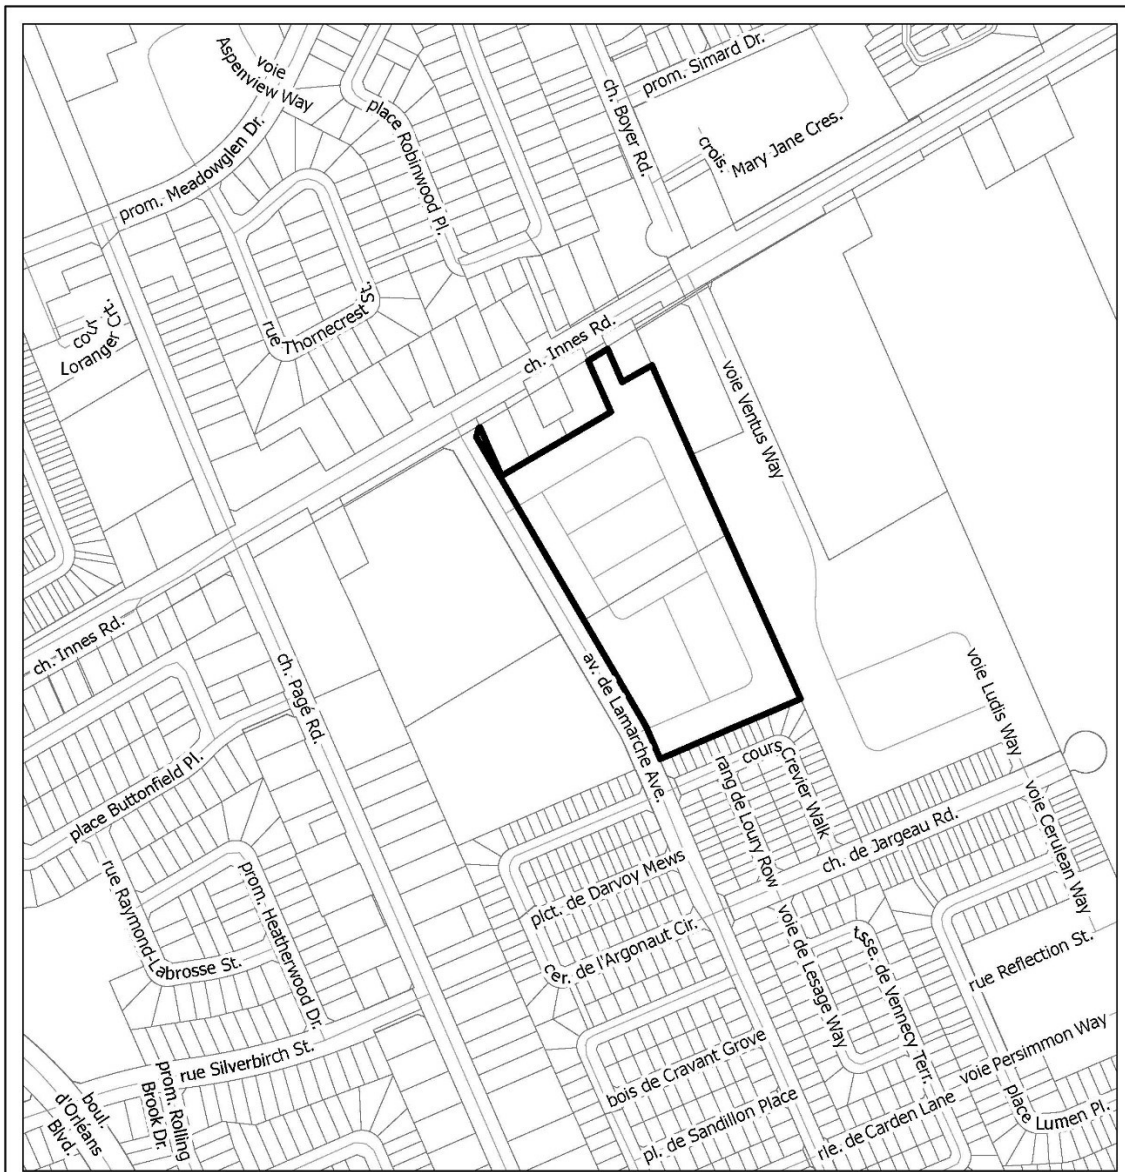 voie
Aspenview Way
prom. Simard Dr.
place Robinwood Pl.
ch. Boyer Rd.
crois.
Mary Jane Cres.
prom. Meadowglen Dr.
cour
Loranger Crt.
rue
Thornecrest St.
ch. Innes Rd.
voie Ventus Way
ch. Innes Rd.
ch. Pagé Rd.
av. de Lamarche Ave.
voie Ludis Way
place Buttonfield Pl.
cours
Crevier Walk
rang de Loury Row
ch. de Jargeau Rd.
voie Cerulean Way
rue Raymond-Labrosse St.
prom. Heatherwood Dr.
plct. de Darvoy Mews
cer. de l'Argonaut Cir.
voie de Lesage Way
tsse. de Vennecy Terr.
rue Reflection St.
rue Silverbirch St.
prom. Rolling
Brook Dr.
boul.
d'Orléans
Blvd.
bois de Cravant Grove
pl. de Sandillon Place
rle. de Carden Lane
voie Persimmon Way
place
Lumen Pl.